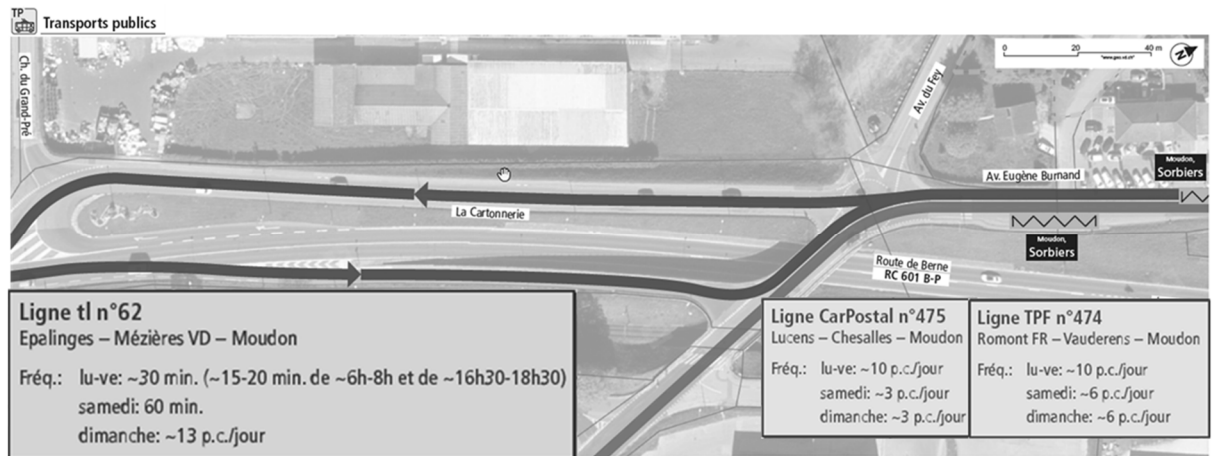 TP
Transports publics
Ch. du Grand-Pré
0 20 40 m
"www.geo.vd.ch"
N
Av. du Fey
Moudon,
Sorbiers
Av. Eugène Burnand
La Cartonnerie
Moudon,
Sorbiers
Route de Berne
RC 601 B-P
Ligne tl n°62
Epalinges – Mézières VD – Moudon
Fréq.: lu-ve: ~30 min. (~15-20 min. de ~6h-8h et de ~16h30-18h30)
samedi: 60 min.
dimanche: ~13 p.c./jour
Ligne CarPostal n°475
Lucens – Chesalles – Moudon
Fréq.: lu-ve: ~10 p.c./jour
samedi: ~3 p.c./jour
dimanche: ~3 p.c./jour
Ligne TPF n°474
Romont FR – Vauderens – Moudon
Fréq.: lu-ve: ~10 p.c./jour
samedi: ~6 p.c./jour
dimanche: ~6 p.c./jour